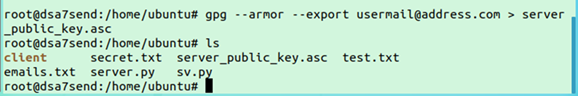 root@dsa7send:/home/ubuntu# gpg --armor --export usermail@address.com > server
_public_key.asc
root@dsa7send:/home/ubuntu# ls
client secret.txt server_public_key.asc test.txt
emails.txt server.py sv.py
root@dsa7send:/home/ubuntu#